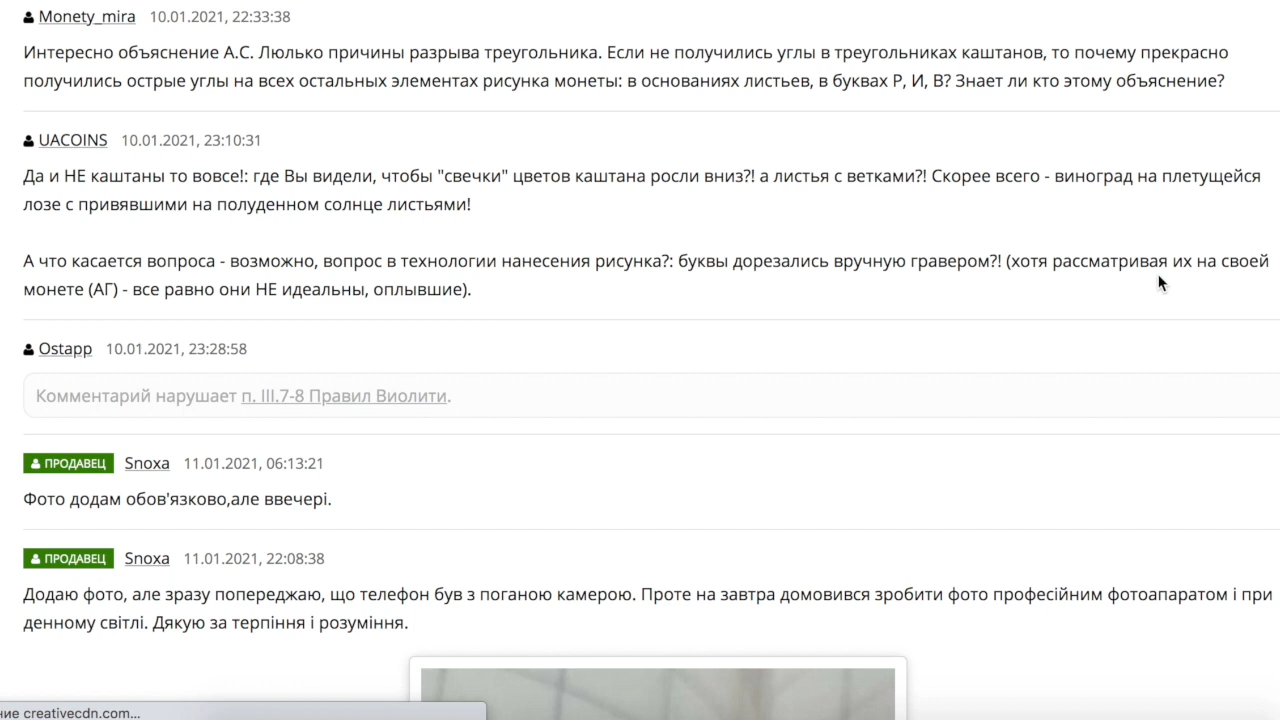 Monety_mira 10.01.2021, 22:33:38
Интересно объяснение А.С. Люлько причины разрыва треугольника. Если не получились углы в треугольниках каштанов, то почему прекрасно
получились острые углы на всех остальных элементах рисунка монеты: в основаниях листьев, в буквах Р, И, В? Знает ли кто этому объяснение?
UACOINS 10.01.2021, 23:10:31
Да и НЕ каштаны то вовсе!: где Вы видели, чтобы "свечки" цветов каштана росли вниз?! а листья с ветками?! Скорее всего - виноград на плетущейся
лозе с привявшими на полуденном солнце листьями!
А что касается вопроса - возможно, вопрос в технологии нанесения рисунка?: буквы дорезались вручную гравером?! (хотя рассматривая их на своей
монете (АГ) - все равно они НЕ идеальны, оплывшие).
Ostapp 10.01.2021, 23:28:58
Комментарий нарушает п. III.7-8 Правил Виолити.
ПРОДАВЕЦ Snoxa 11.01.2021, 06:13:21
Фото додам обов'язково,але ввечері.
ПРОДАВЕЦ Snoxa 11.01.2021, 22:08:38
Додаю фото, але зразу попереджаю, що телефон був з поганою камерою. Проте на завтра домовився зробити фото професійним фотоапаратом і при
денному світлі. Дякую за терпіння і розуміння.
ние creativecdn.com...